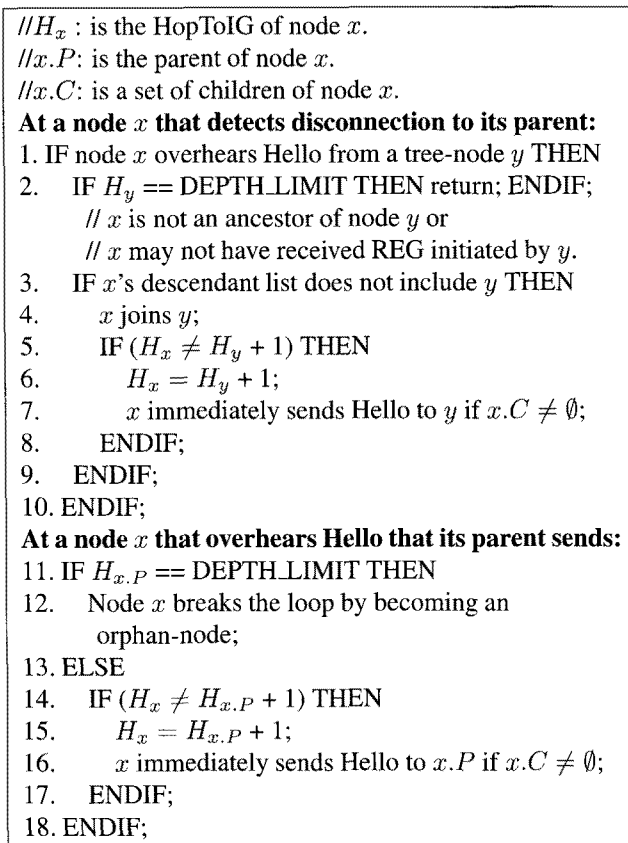 //H_x : is the HopToIG of node x.
//x.P: is the parent of node x.
//x.C: is a set of children of node x.
At a node x that detects disconnection to its parent:
1. IF node x overhears Hello from a tree-node y THEN
2. IF H_y == DEPTH_LIMIT THEN return; ENDIF;
// x is not an ancestor of node y or
// x may not have received REG initiated by y.
3. IF x's descendant list does not include y THEN
4. x joins y;
5. IF (H_x ≠ H_y + 1) THEN
6. H_x = H_y + 1;
7. x immediately sends Hello to y if x.C ≠ ∅;
8. ENDIF;
9. ENDIF;
10. ENDIF;
At a node x that overhears Hello that its parent sends:
11. IF H_{x.P} == DEPTH_LIMIT THEN
12. Node x breaks the loop by becoming an
orphan-node;
13. ELSE
14. IF (H_x ≠ H_{x.P} + 1) THEN
15. H_x = H_{x.P} + 1;
16. x immediately sends Hello to x.P if x.C ≠ ∅;
17. ENDIF;
18. ENDIF;